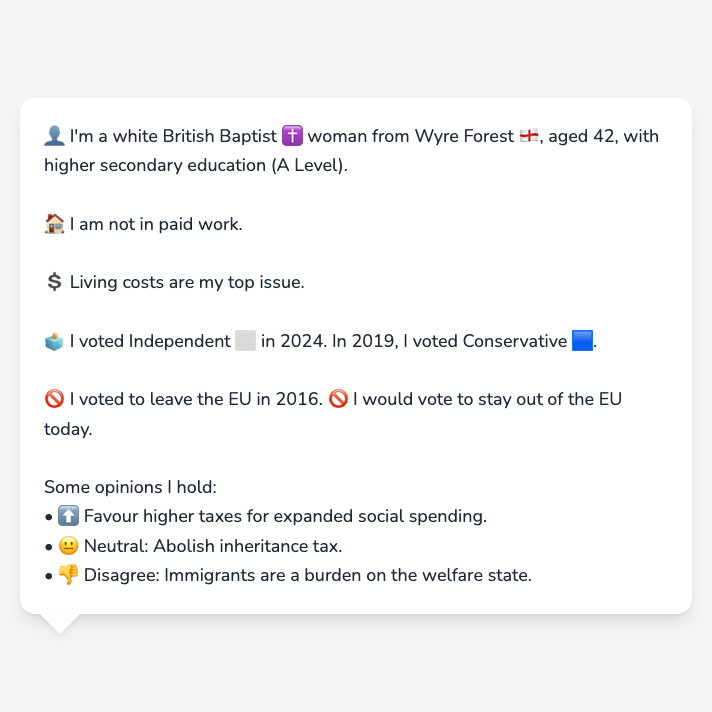 👤 I'm a white British Baptist ✝️ woman from Wyre Forest 🏴󠁧󠁢󠁥󠁮󠁧󠁿, aged 42, with
higher secondary education (A Level).
🏠 I am not in paid work.
💲 Living costs are my top issue.
🗳️ I voted Independent ⬜ in 2024. In 2019, I voted Conservative 🟦.
🚫 I voted to leave the EU in 2016. 🚫 I would vote to stay out of the EU
today.
Some opinions I hold:
• ⬆️ Favour higher taxes for expanded social spending.
• 😐 Neutral: Abolish inheritance tax.
• 👎 Disagree: Immigrants are a burden on the welfare state.